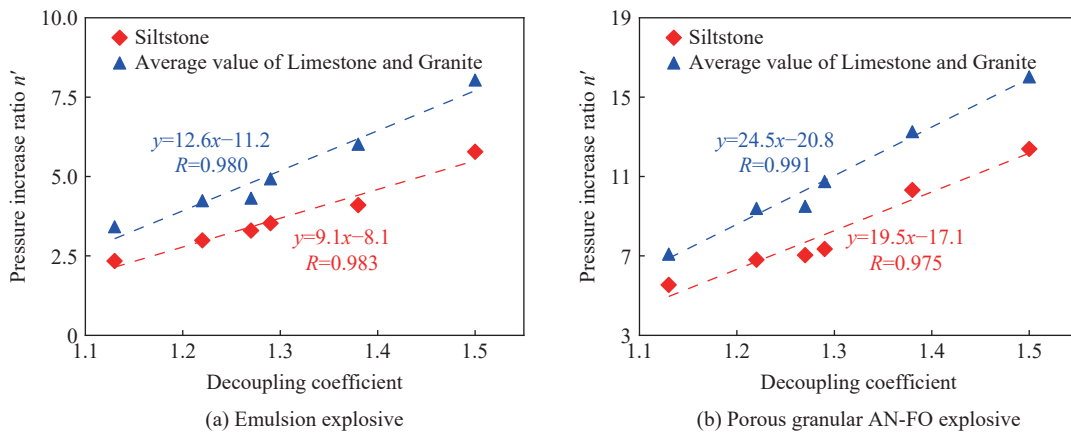 10.0
7.5
5.0
2.5
0
Pressure increase ratio n′
Siltstone
Average value of Limestone and Granite
y=12.6x−11.2
R=0.980
y=9.1x−8.1
R=0.983
1.1
1.2
1.3
1.4
1.5
Decoupling coefficient
(a) Emulsion explosive
19
16
11
7
3
Pressure increase ratio n′
Siltstone
Average value of Limestone and Granite
y=24.5x−20.8
R=0.991
y=19.5x−17.1
R=0.975
1.1
1.2
1.3
1.4
1.5
Decoupling coefficient
(b) Porous granular AN-FO explosive